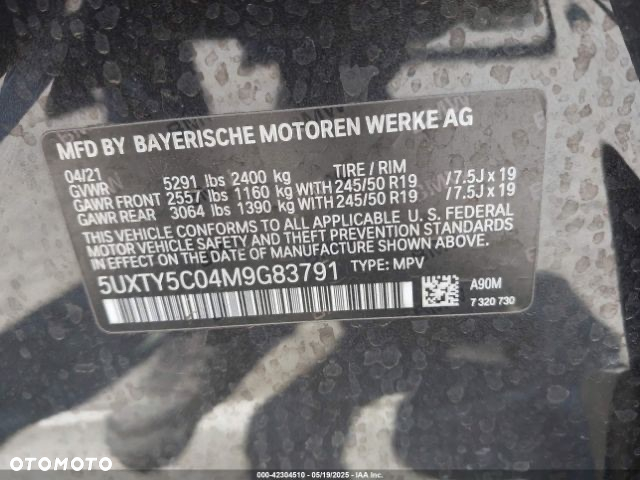 MFD BY BAYERISCHE MOTOREN WERKE AG
04/21 TIRE / RIM
GVWR 5291 lbs 2400 kg
GAWR FRONT 2557 lbs 1160 kg WITH 245/50 R19 / 7.5J x 19
GAWR REAR 3064 lbs 1390 kg WITH 245/50 R19 / 7.5J x 19
THIS VEHICLE CONFORMS TO ALL APPLICABLE U. S. FEDERAL
MOTOR VEHICLE SAFETY AND THEFT PREVENTION STANDARDS
IN EFFECT ON THE DATE OF MANUFACTURE SHOWN ABOVE.
5UXTY5C04M9G83791 TYPE: MPV
A90M
7 320 730
OTOMOTO
000-42304510 - 05/19/2025 - IAA Inc.